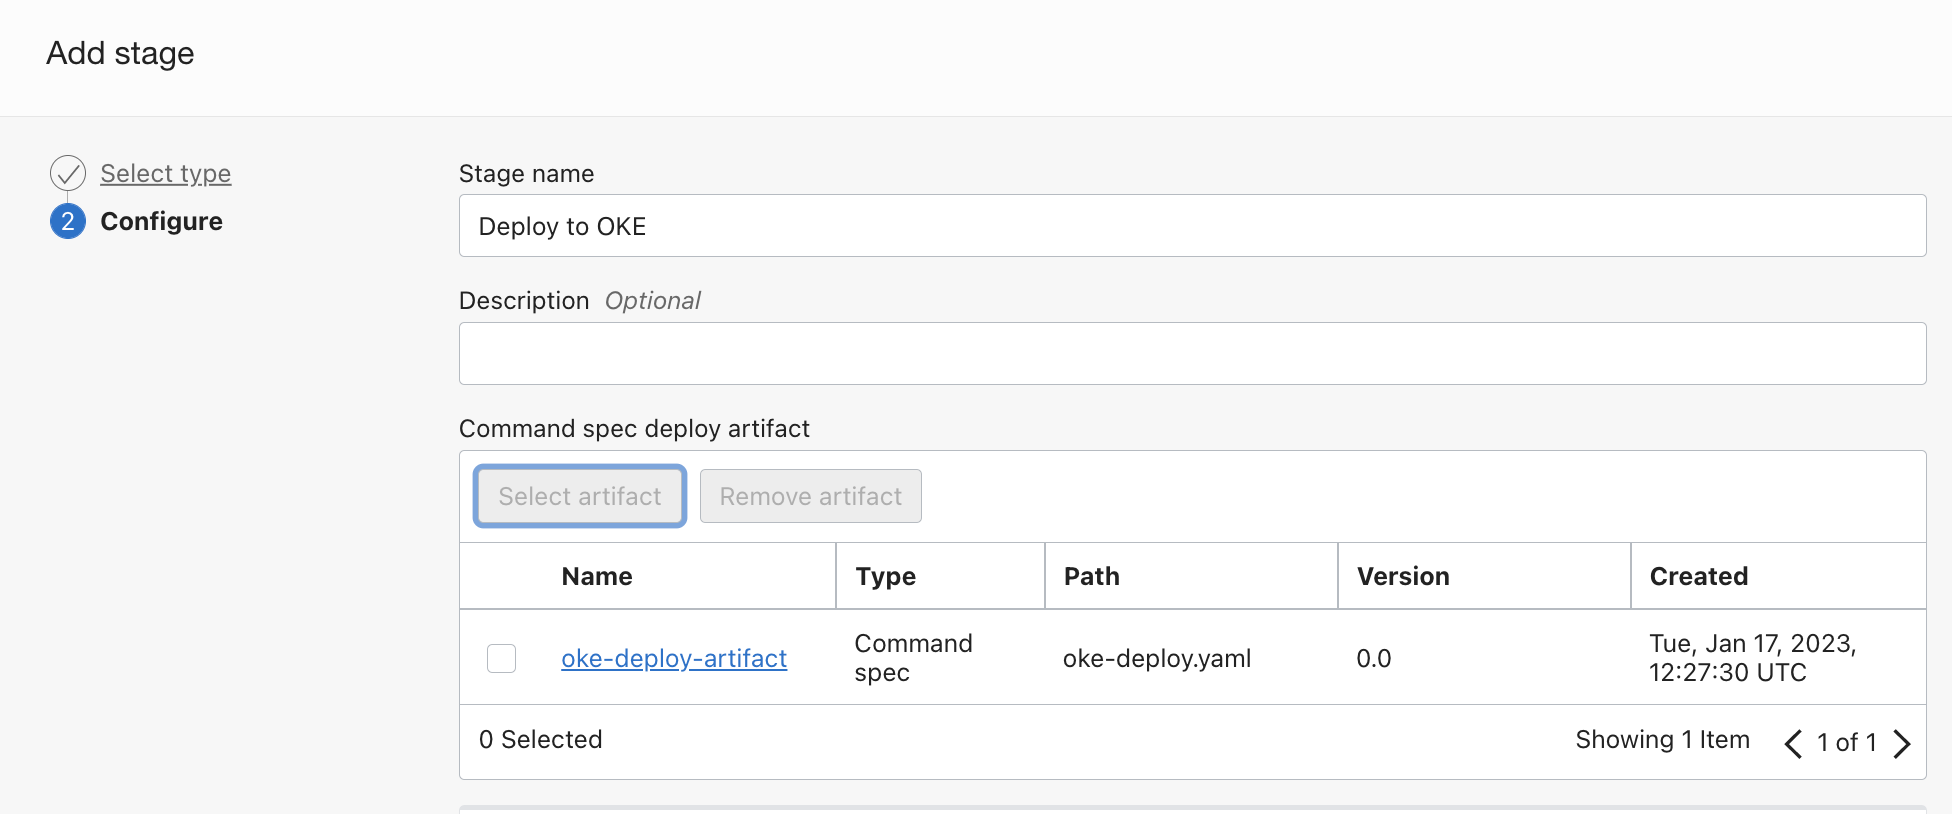 Add stage
Select type
2 Configure
Stage name
Deploy to OKE
Description Optional
Command spec deploy artifact
Select artifact Remove artifact
Name Type Path Version Created
oke-deploy-artifact Command spec oke-deploy.yaml 0.0 Tue, Jan 17, 2023, 12:27:30 UTC
0 Selected Showing 1 Item 1 of 1